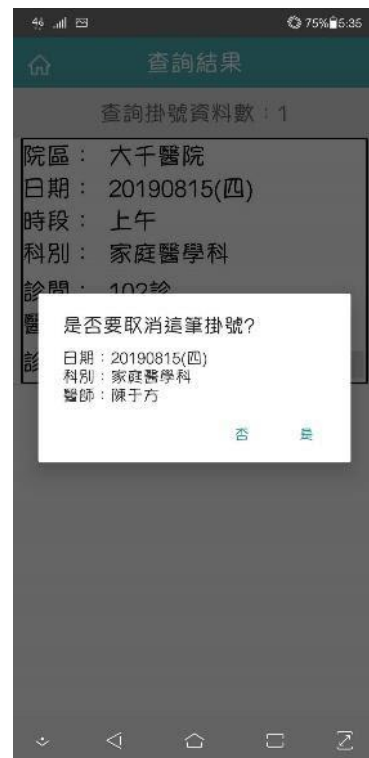 4G 75% 5:35
查詢結果
查詢掛號資料數：1
院區： 大千醫院
日期： 20190815(四)
時段： 上午
科別： 家庭醫學科
診間： 102診
醫
診
是否要取消這筆掛號?
日期：20190815(四)
科別：家庭醫學科
醫師：陳于方
否 是